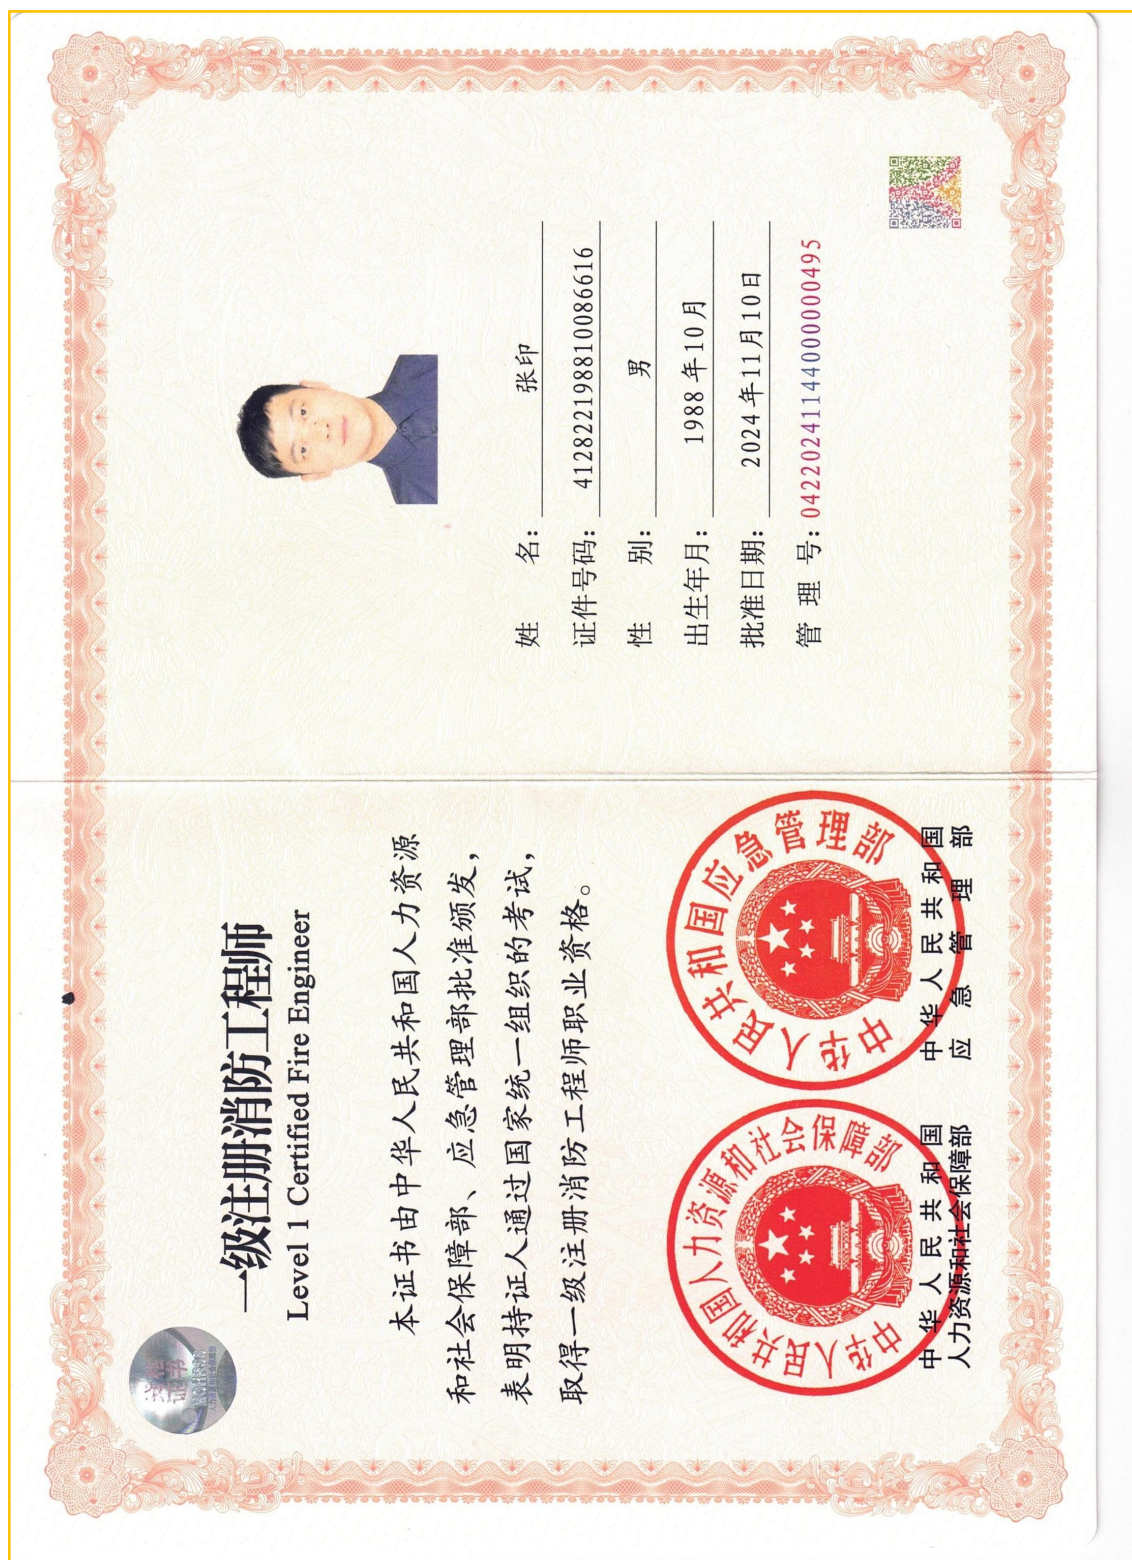 一级注册消防工程师
Level 1 Certified Fire Engineer
本证书由中华人民共和国人力资源
和社会保障部、应急管理部批准颁发，
表明持证人通过国家统一组织的考试，
取得一级注册消防工程师职业资格。
中华人民共和国人力资源和社会保障部
中华人民共和国应急管理部
中华人民共和国
人力资源和社会保障部
中华人民共和国
应急管理部
姓名：张印
证件号码：412822198810086616
性别：男
出生年月：1988年10月
批准日期：2024年11月10日
管理号：04220241144000000495